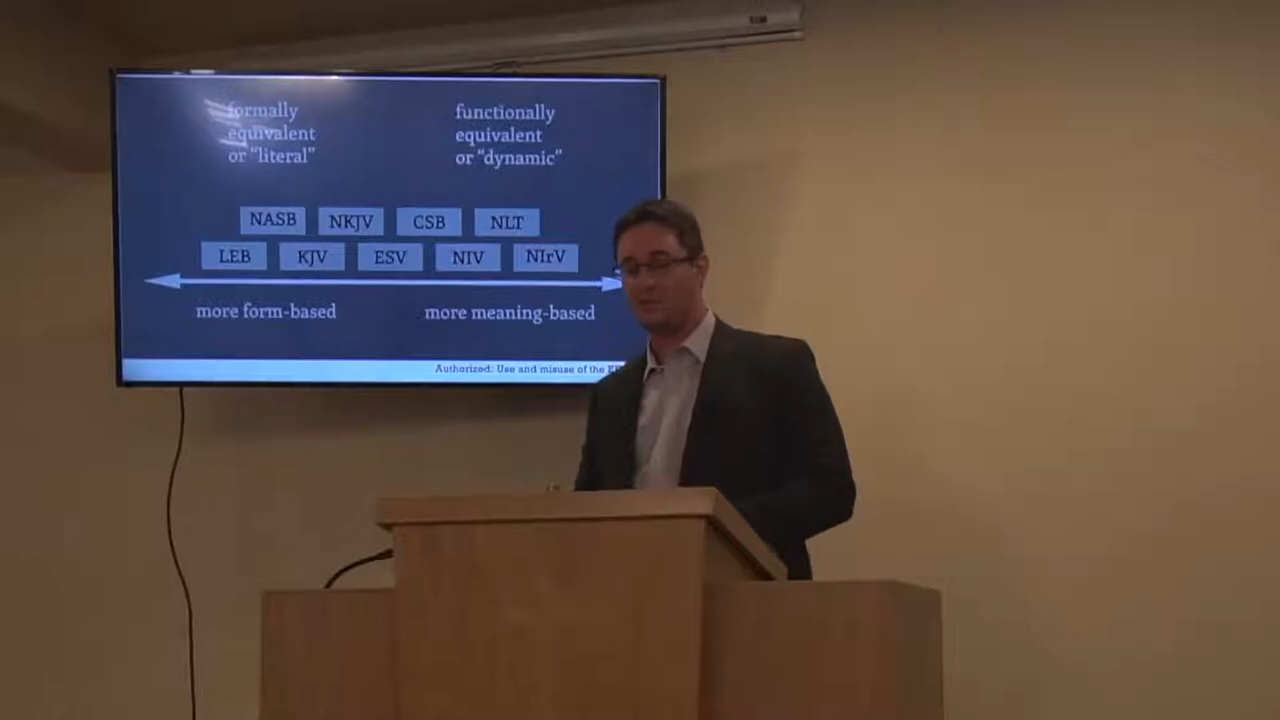 formally
equivalent
or "literal"
functionally
equivalent
or "dynamic"
NASB NKJV CSB NLT
LEB KJV ESV NIV NIrV
more form-based
more meaning-based
Authorized: Use and misuse of the